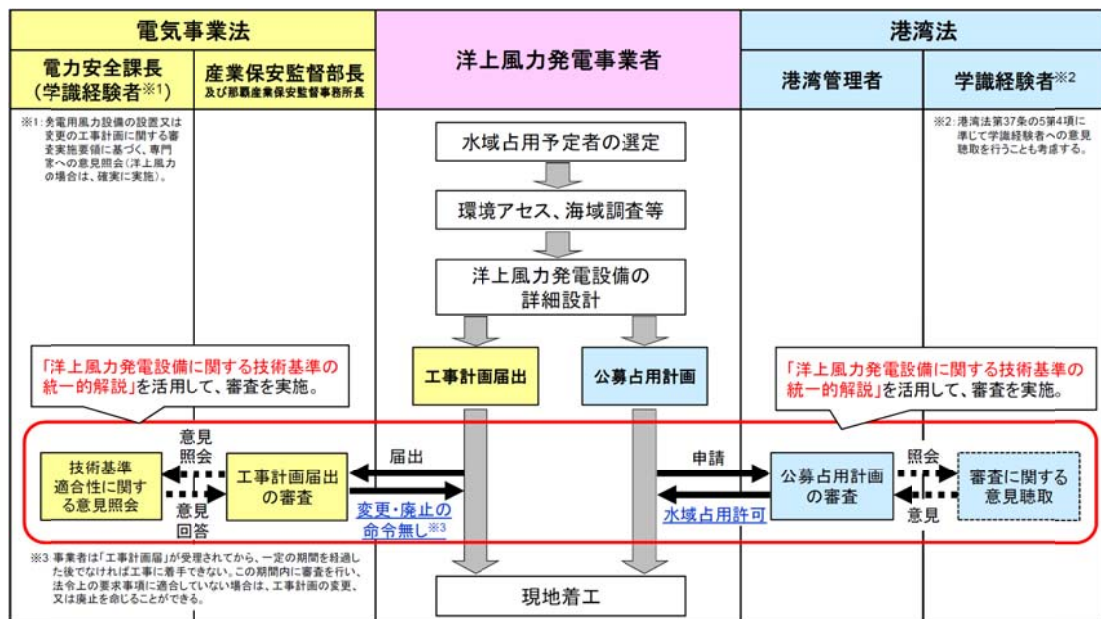 電気事業法
洋上風力発電事業者
港湾法
電力安全課長
(学識経験者※1)
産業保安監督部長
及び那覇産業保安監督事務所長
港湾管理者
学識経験者※2
※1:発電用風力設備の設置又は
変更の工事計画に関する審
査実施要領に基づく、専門
家への意見照会(洋上風力
の場合は、確実に実施)。
※2:港湾法第37条の5第4項に
準じて学識経験者への意見
聴取を行うことも考慮する。
水域占用予定者の選定
環境アセス、海域調査等
洋上風力発電設備の
詳細設計
「洋上風力発電設備に関する技術基準の
統一的解説」を活用して、審査を実施。
工事計画届出
公募占用計画
「洋上風力発電設備に関する技術基準の
統一的解説」を活用して、審査を実施。
技術基準
適合性に関す
る意見照会
意見
照会
意見
回答
工事計画届出
の審査
届出
変更・廃止の
命令無し※3
申請
水域占用許可
公募占用計画
の審査
照会
意見
審査に関する
意見聴取
※3 事業者は「工事計画届」が受理されてから、一定の期間を経過し
た後でなければ工事に着手できない。この期間内に審査を行い、
法令上の要求事項に適合していない場合は、工事計画の変更、
又は廃止を命じることができる。
現地着工